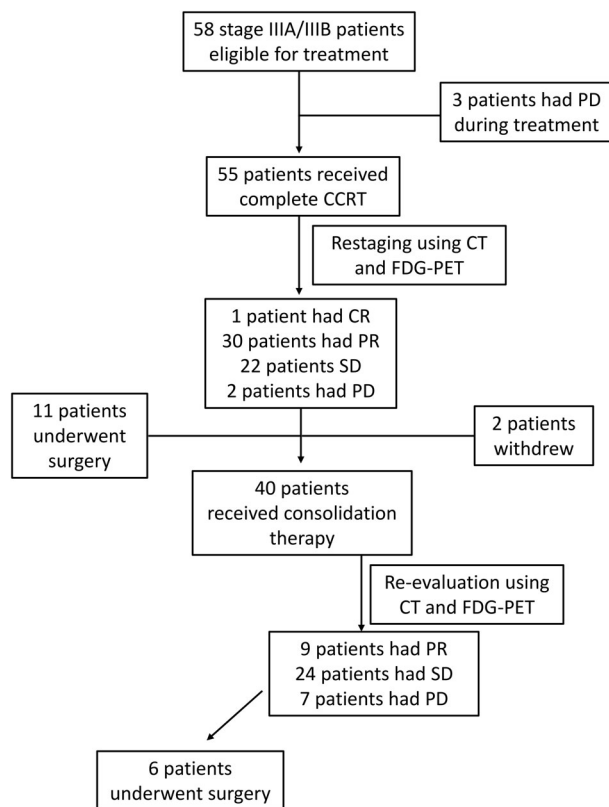 58 stage IIIA/IIIB patients
eligible for treatment
3 patients had PD
during treatment
55 patients received
complete CCRT
Restaging using CT
and FDG-PET
1 patient had CR
30 patients had PR
22 patients SD
2 patients had PD
11 patients
underwent
surgery
2 patients
withdrew
40 patients
received consolidation
therapy
Re-evaluation using
CT and FDG-PET
9 patients had PR
24 patients had SD
7 patients had PD
6 patients
underwent surgery